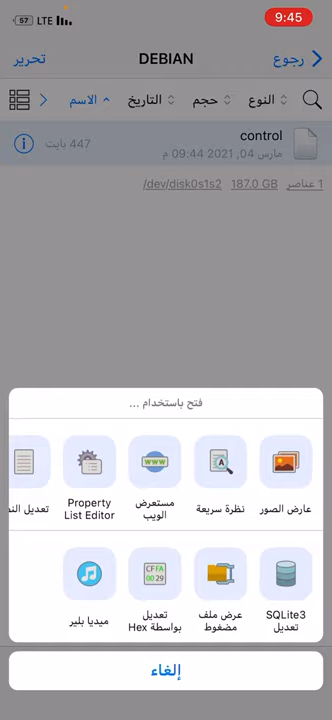 57 LTE 9:45
رجوع DEBIAN تحرير
النوع حجم التاريخ الاسم
control
مارس 04, 2021 09:44 م 447 بايت
1 عناصر 187.0 GB /dev/disk0s1s2
فتح باستخدام ...
عارض الصور
نظرة سريعة
مستعرض
الويب
Property
List Editor
تعديل النص
SQLite3
تعديل
عرض ملف
مضغوط
تعديل
بواسطة Hex
ميديا بلير
إلغاء